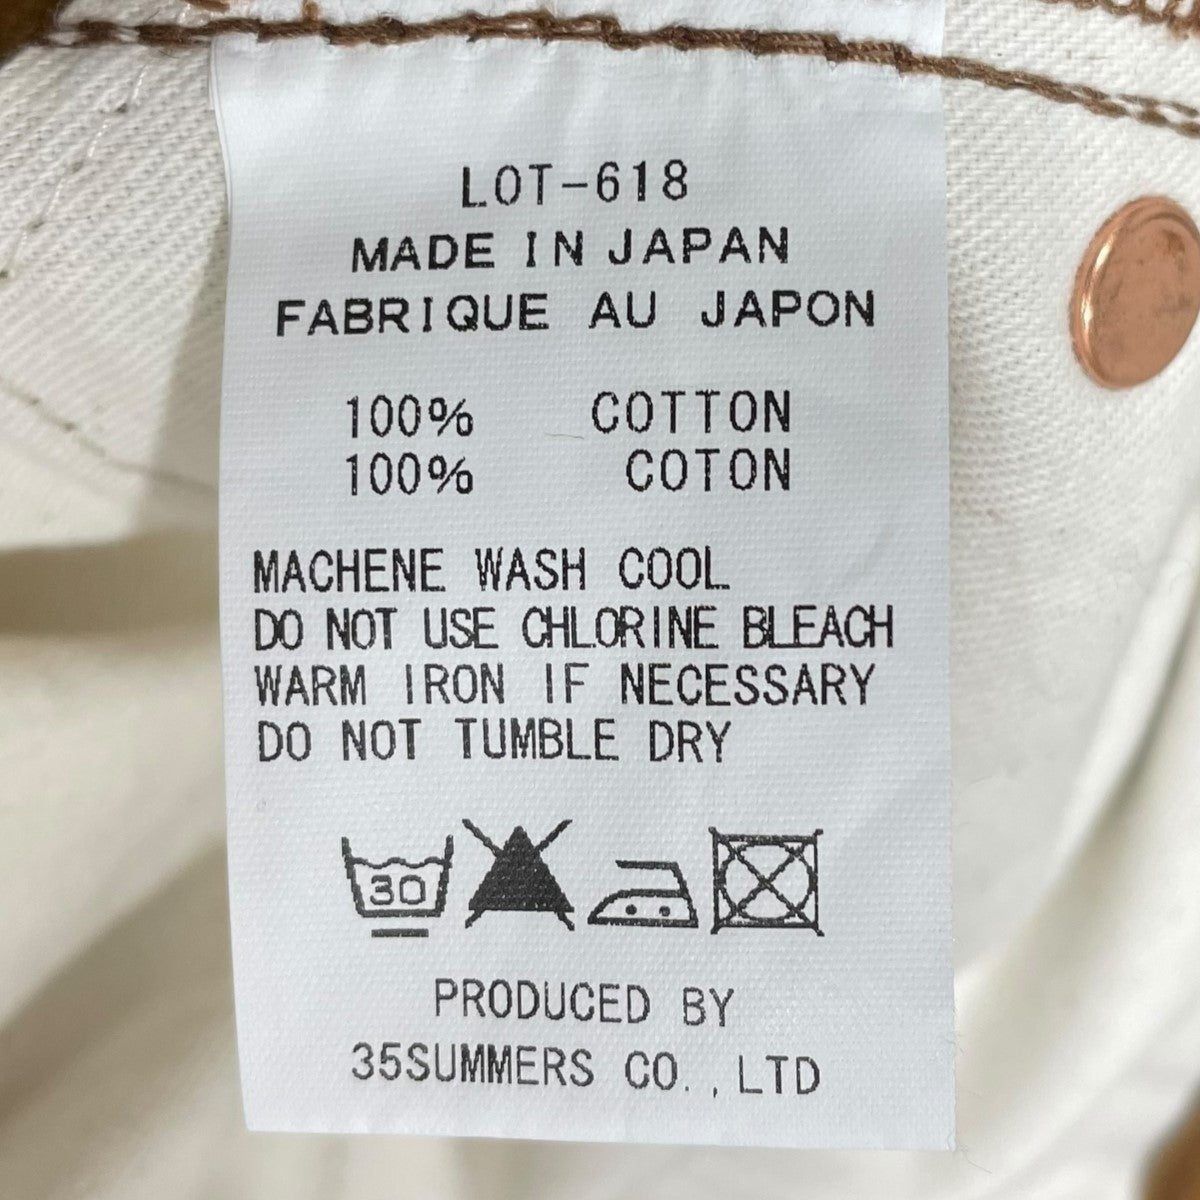 LOT-618
MADE IN JAPAN
FABRIQUE AU JAPON
100% COTTON
100% COTON
MACHENE WASH COOL
DO NOT USE CHLORINE BLEACH
WARM IRON IF NECESSARY
DO NOT TUMBLE DRY
30
PRODUCED BY
35SUMMERS CO.,LTD